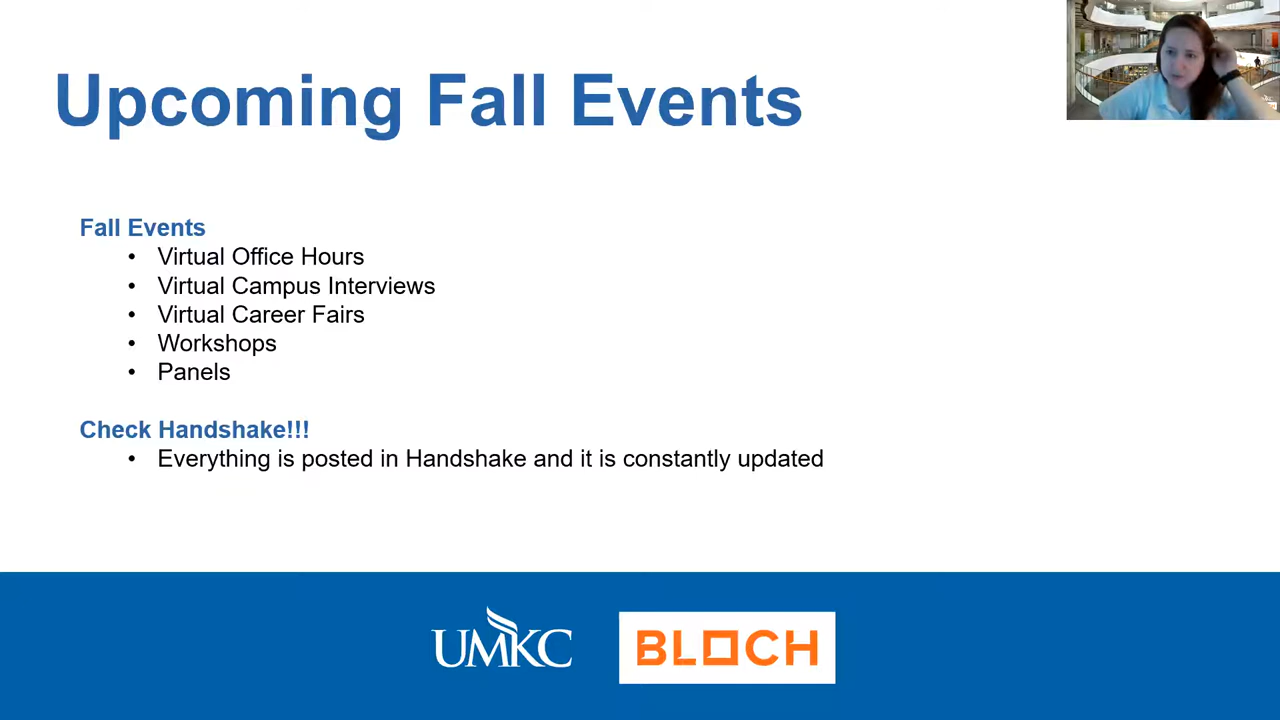 Upcoming Fall Events
Fall Events
• Virtual Office Hours
• Virtual Campus Interviews
• Virtual Career Fairs
• Workshops
• Panels
Check Handshake!!!
• Everything is posted in Handshake and it is constantly updated
UMKC
BLOCH